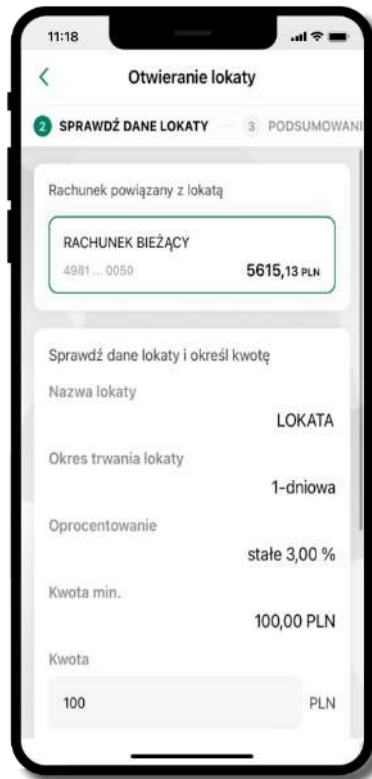 11:18
Otwieranie lokaty
2 SPRAWDŹ DANE LOKATY 3 PODSUMOWANI
Rachunek powiązany z lokatą
RACHUNEK BIEŻĄCY
4981 ... 0050 5615,13 PLN
Sprawdź dane lokaty i określ kwotę
Nazwa lokaty
LOKATA
Okres trwania lokaty
1-dniowa
Oprocentowanie
stałe 3,00 %
Kwota min.
100,00 PLN
Kwota
100 PLN